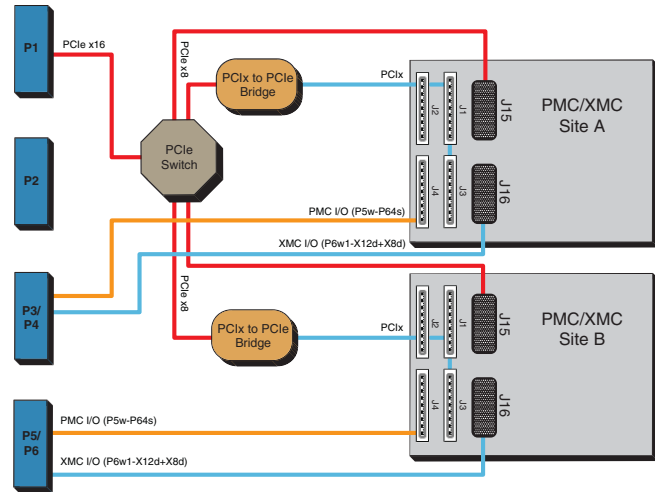 P1
PCIe x16
PCIe x8
PCIx to PCIe
Bridge
PCIx
J2
J1
J15
PMC/XMC
Site A
PCIe
Switch
P2
J4
J3
J16
PMC I/O (P5w-P64s)
XMC I/O (P6w1-X12d+X8d)
P3/
P4
PCIe x8
PCIx to PCIe
Bridge
PCIx
J2
J1
J15
PMC/XMC
Site B
J4
J3
J16
P5/
P6
PMC I/O (P5w-P64s)
XMC I/O (P6w1-X12d+X8d)